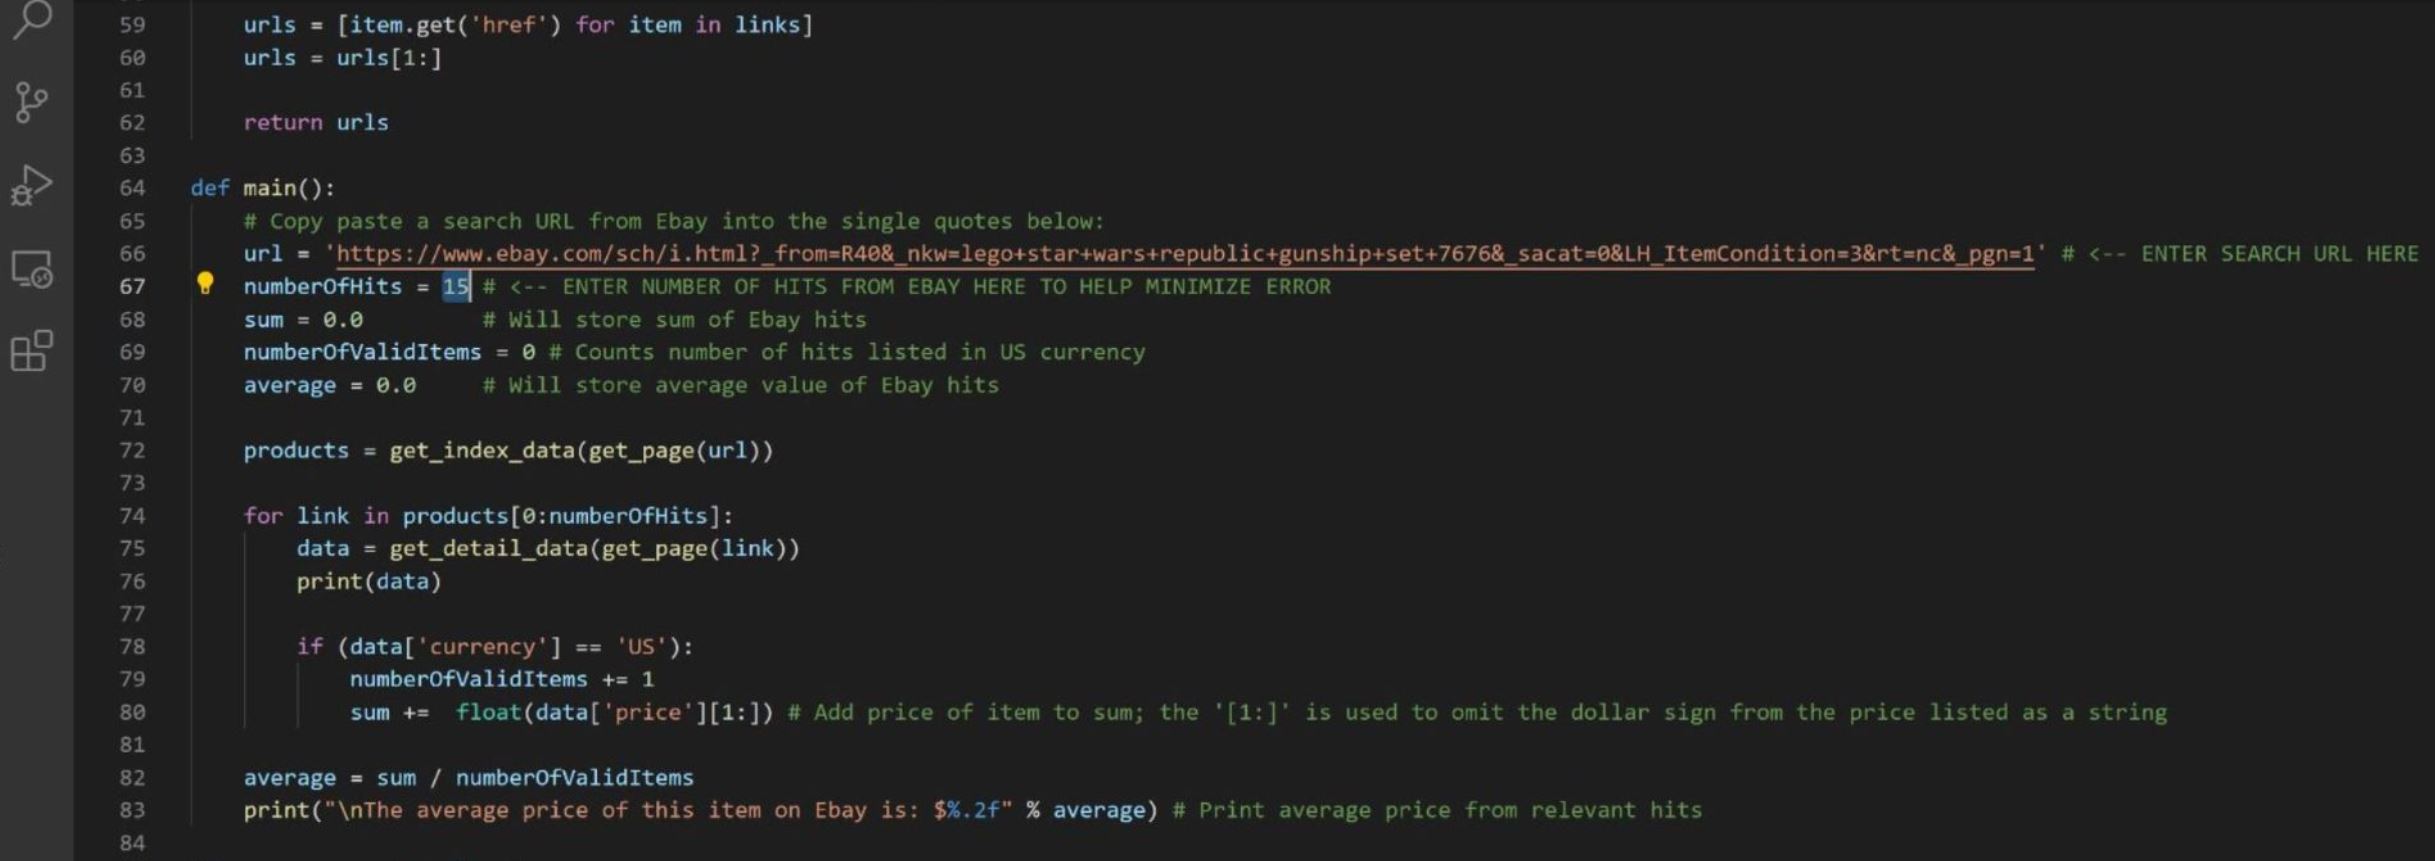 59 urls = [item.get('href') for item in links]
60 urls = urls[1:]
61
62 return urls
63
64 def main():
65 # Copy paste a search URL from Ebay into the single quotes below:
66 url = 'https://www.ebay.com/sch/i.html?_from=R40&_nkw=lego+star+wars+republic+gunship+set+7676&_sacat=0&LH_ItemCondition=3&rt=nc&_pgn=1' # <-- ENTER SEARCH URL HERE
67 numberOfHits = 15 # <-- ENTER NUMBER OF HITS FROM EBAY HERE TO HELP MINIMIZE ERROR
68 sum = 0.0 # Will store sum of Ebay hits
69 numberOfValidItems = 0 # Counts number of hits listed in US currency
70 average = 0.0 # Will store average value of Ebay hits
71
72 products = get_index_data(get_page(url))
73
74 for link in products[0:numberOfHits]:
75 data = get_detail_data(get_page(link))
76 print(data)
77
78 if (data['currency'] == 'US'):
79 numberOfValidItems += 1
80 sum += float(data['price'][1:]) # Add price of item to sum; the '[1:]' is used to omit the dollar sign from the price listed as a string
81
82 average = sum / numberOfValidItems
83 print("\nThe average price of this item on Ebay is: $%.2f" % average) # Print average price from relevant hits
84